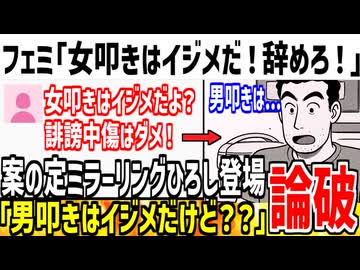 フェミ「女叩きはイジメだ！辞めろ！」
女叩きはイジメだよ？
誹謗中傷はダメ！
男叩きは...
案の定ミラーリングひろし登場
「男叩きはイジメだけど？？」論破